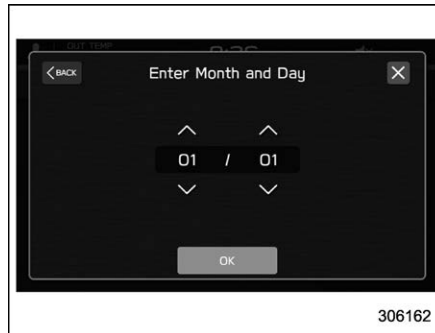 OUT TEMP
BACK
Enter Month and Day
01 / 01
OK
306162